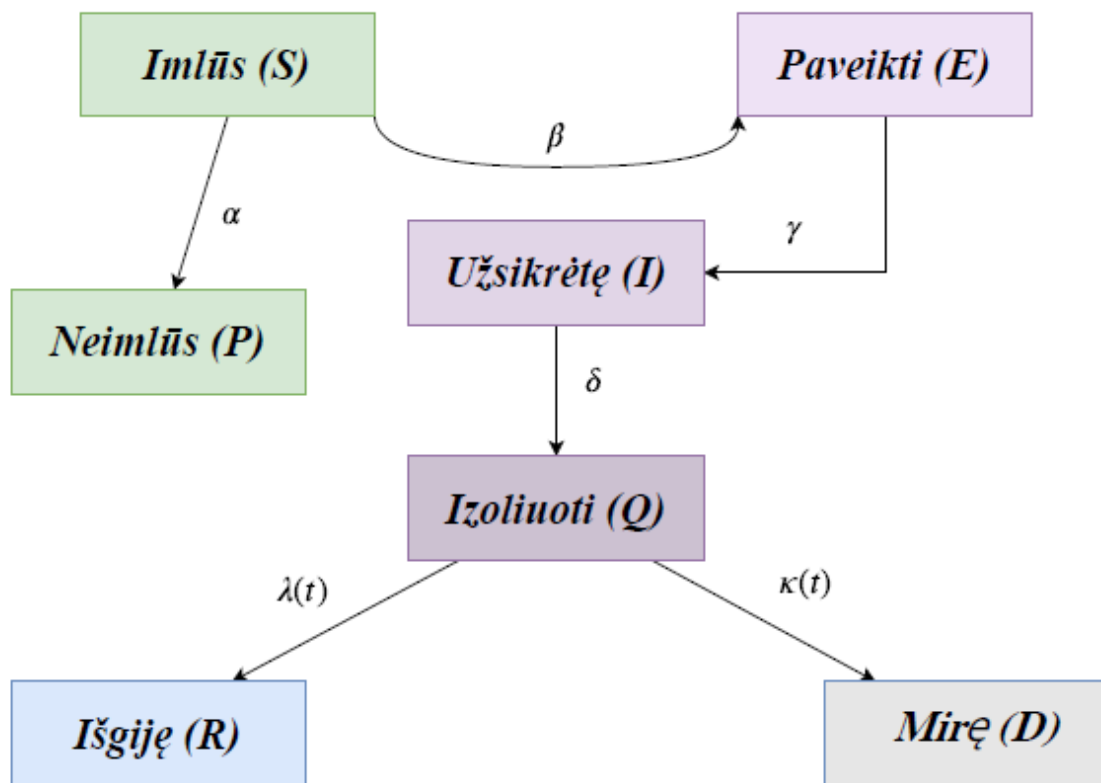 Imlūs (S)
Paveikti (E)
β
α
Užsikrėtę (I)
γ
Neimlūs (P)
δ
Izoliuoti (Q)
λ(t)
κ(t)
Išgiję (R)
Mirę (D)